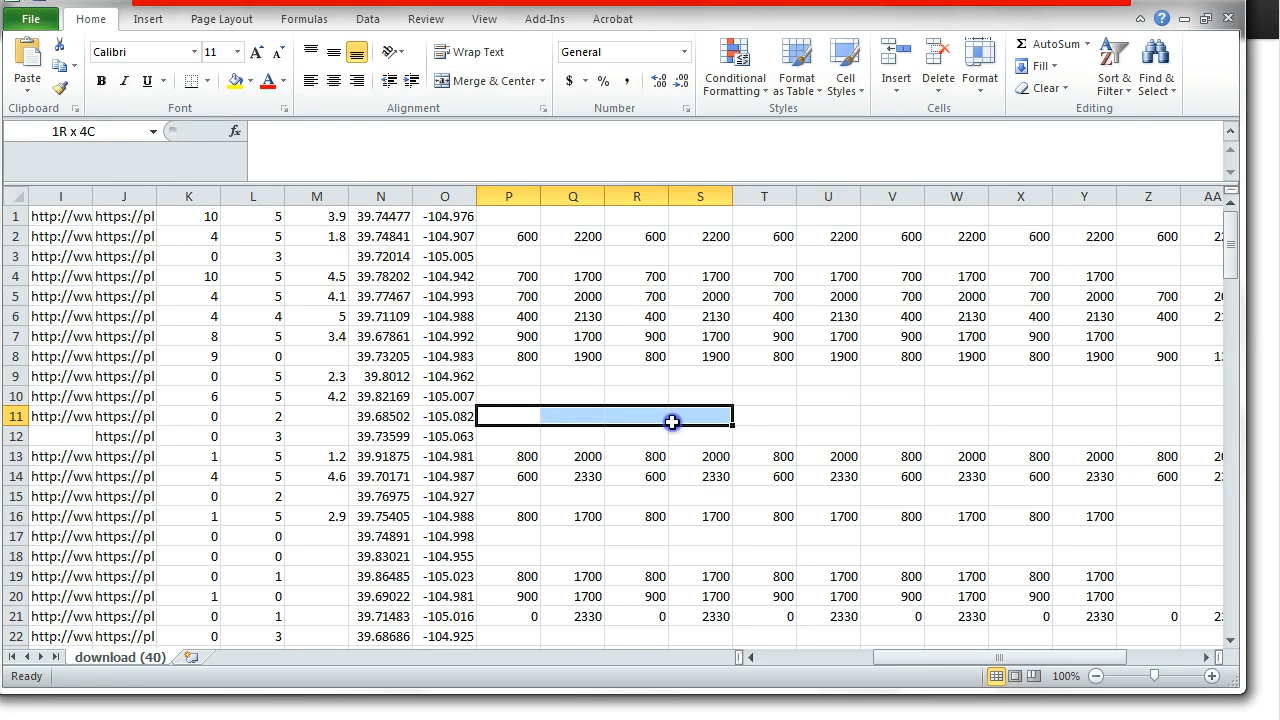 File Home Insert Page Layout Formulas Data Review View Add-Ins Acrobat
Paste Calibri 11 A A Wrap Text General Conditional Formatting Format as Table Cell Styles Insert Delete Format AutoSum Sort & Filter Find & Select
B I U A Merge & Center $ % , .0 .00 .00 .0 Fill
Clear
Clipboard Font Alignment Number Styles Cells Editing
1R x 4C fx
I J K L M N O P Q R S T U V W X Y Z AA
1 http://ww https://pl 10 5 3.9 39.74477 -104.976
2 http://ww https://pl 4 5 1.8 39.74841 -104.907 600 2200 600 2200 600 2200 600 2200 600 2200 600
3 http://ww https://pl 0 3 39.72014 -105.005
4 http://ww https://pl 10 5 4.5 39.78202 -104.942 700 1700 700 1700 700 1700 700 1700 700 1700
5 http://ww https://pl 4 5 4.1 39.77467 -104.993 700 2000 700 2000 700 2000 700 2000 700 2000 700
6 http://ww https://pl 4 4 5 39.71109 -104.988 400 2130 400 2130 400 2130 400 2130 400 2130 400
7 http://ww https://pl 8 5 3.4 39.67861 -104.992 900 1700 900 1700 900 1700 900 1700 900 1700
8 http://ww https://pl 9 0 39.73205 -104.983 800 1900 800 1900 800 1900 800 1900 800 1900 900
9 http://ww https://pl 0 5 2.3 39.8012 -104.962
10 http://ww https://pl 6 5 4.2 39.82169 -105.007
11 http://ww https://pl 0 2 39.68502 -105.082
12 https://pl 0 3 39.73599 -105.063
13 http://ww https://pl 1 5 1.2 39.91875 -104.981 800 2000 800 2000 800 2000 800 2000 800 2000 800
14 http://ww https://pl 4 5 4.6 39.70171 -104.987 600 2330 600 2330 600 2330 600 2330 600 2330 600
15 http://ww https://pl 0 2 39.76975 -104.927
16 http://ww https://pl 1 5 2.9 39.75405 -104.988 800 1700 800 1700 800 1700 800 1700 800 1700
17 http://ww https://pl 0 0 39.74891 -104.998
18 http://ww https://pl 0 0 39.83021 -104.955
19 http://ww https://pl 0 1 39.86485 -105.023 800 1700 800 1700 800 1700 800 1700 800 1700
20 http://ww https://pl 1 0 39.69022 -104.981 900 1700 900 1700 900 1700 900 1700 900 1700
21 http://ww https://pl 0 1 39.71483 -105.016 0 2330 0 2330 0 2330 0 2330 0 2330 0
22 http://ww https://pl 0 3 39.68686 -104.925
download (40)
Ready 100%